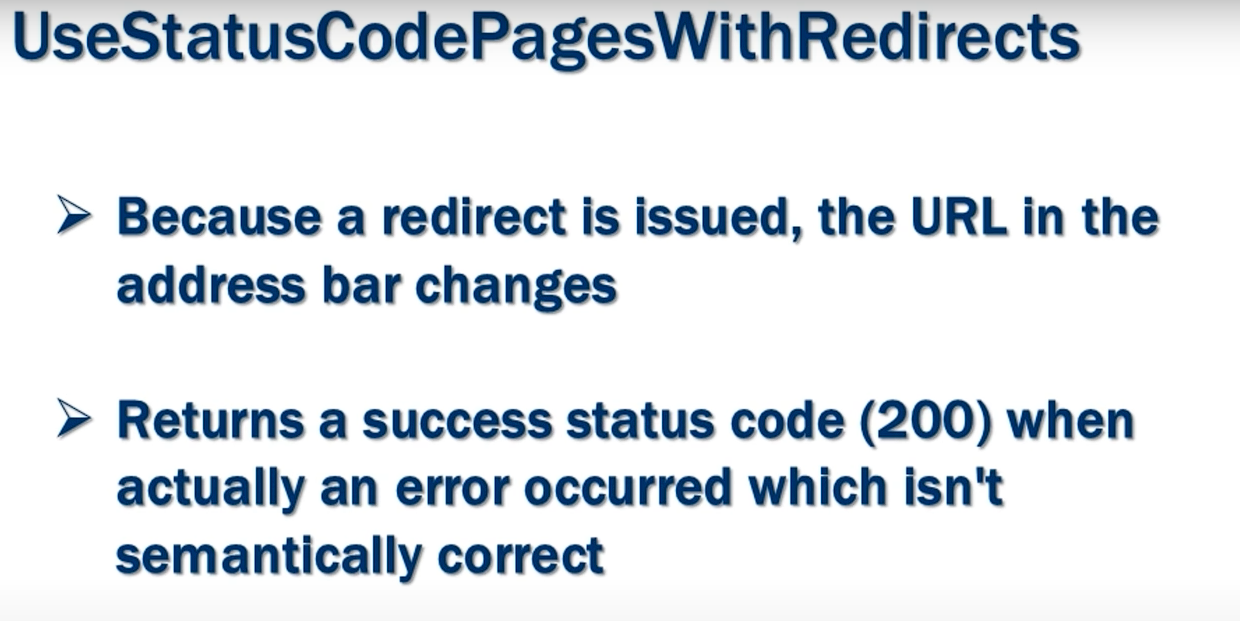 UseStatusCodePagesWithRedirects
➢ Because a redirect is issued, the URL in the
address bar changes
➢ Returns a success status code (200) when
actually an error occurred which isn't
semantically correct